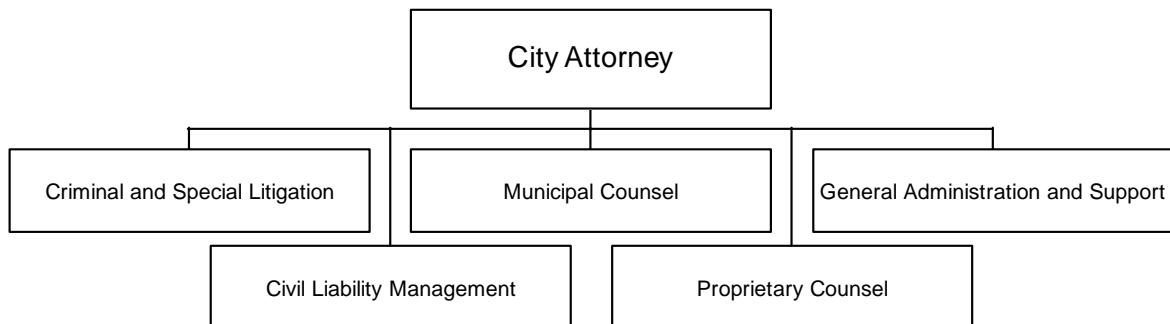 City Attorney
Criminal and Special Litigation
Municipal Counsel
General Administration and Support
Civil Liability Management
Proprietary Counsel